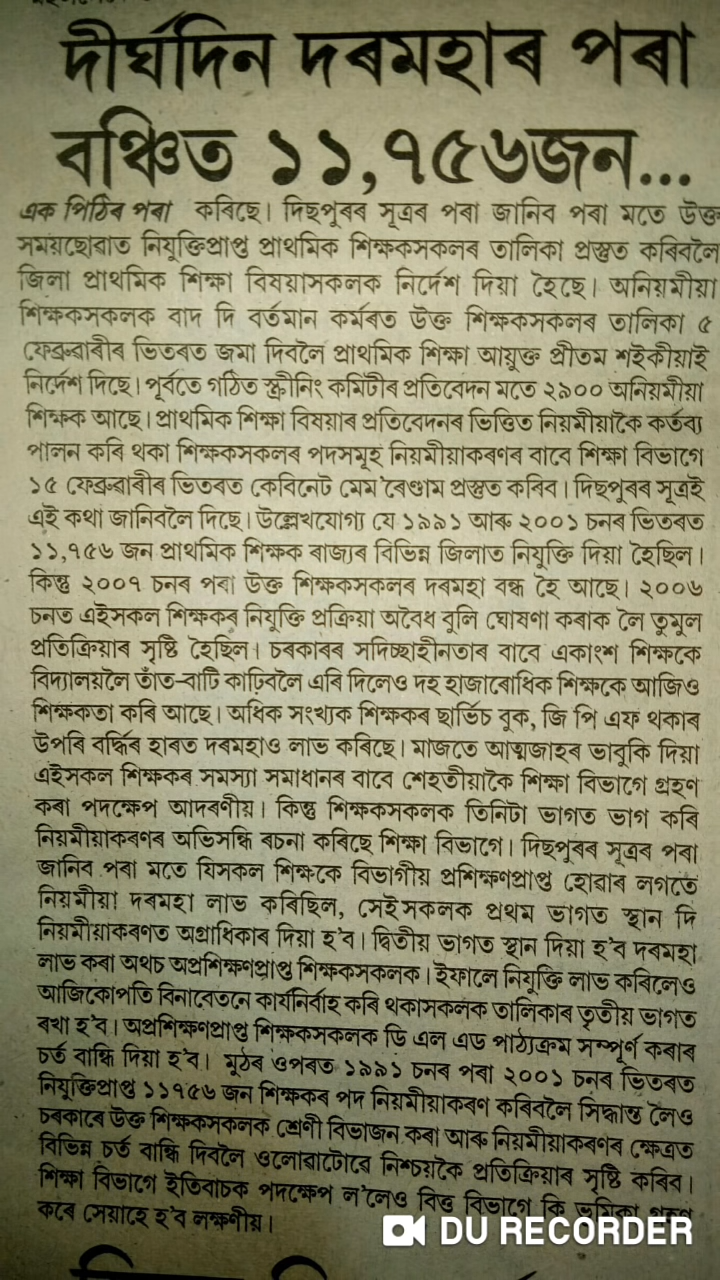 দীৰ্ঘদিন দৰমহাৰ পৰা
বঞ্চিত ১১,৭৫৬জন...
এক পিঠিৰ পৰা কৰিছে। দিছপুৰৰ সূত্ৰৰ পৰা জানিব পৰা মতে উক্ত
সময়ছোৱাত নিযুক্তিপ্ৰাপ্ত প্ৰাথমিক শিক্ষকসকলৰ তালিকা প্ৰস্তুত কৰিবলৈ
জিলা প্ৰাথমিক শিক্ষা বিষয়াসকলক নিৰ্দেশ দিয়া হৈছে। অনিয়মীয়া
শিক্ষকসকলক বাদ দি বৰ্তমান কৰ্মৰত উক্ত শিক্ষকসকলৰ তালিকা ৫
ফেব্ৰুৱাৰীৰ ভিতৰত জমা দিবলৈ প্ৰাথমিক শিক্ষা আয়ুক্ত প্ৰীতম শইকীয়াই
নিৰ্দেশ দিছে। পূৰ্বতে গঠিত স্ক্ৰীনিং কমিটীৰ প্ৰতিবেদন মতে ২৯০০ অনিয়মীয়া
শিক্ষক আছে। প্ৰাথমিক শিক্ষা বিষয়াৰ প্ৰতিবেদনৰ ভিত্তিত নিয়মীয়াকৈ কৰ্তব্য
পালন কৰি থকা শিক্ষকসকলৰ পদসমূহ নিয়মীয়াকৰণৰ বাবে শিক্ষা বিভাগে
১৫ ফেব্ৰুৱাৰীৰ ভিতৰত কেবিনেট মেম'ৰেণ্ডাম প্ৰস্তুত কৰিব। দিছপুৰৰ সূত্ৰই
এই কথা জানিবলৈ দিছে। উল্লেখযোগ্য যে ১৯৯১ আৰু ২০০১ চনৰ ভিতৰত
১১,৭৫৬ জন প্ৰাথমিক শিক্ষক ৰাজ্যৰ বিভিন্ন জিলাত নিযুক্তি দিয়া হৈছিল।
কিন্তু ২০০৭ চনৰ পৰা উক্ত শিক্ষকসকলৰ দৰমহা বন্ধ হৈ আছে। ২০০৬
চনত এইসকল শিক্ষকৰ নিযুক্তি প্ৰক্ৰিয়া অবৈধ বুলি ঘোষণা কৰাক লৈ তুমুল
প্ৰতিক্ৰিয়াৰ সৃষ্টি হৈছিল। চৰকাৰৰ সদিচ্ছাহীনতাৰ বাবে একাংশ শিক্ষকে
বিদ্যালয়লৈ তাঁত-বাটি কাঢ়িবলৈ এৰি দিলেও দহ হাজাৰোধিক শিক্ষকে আজিও
শিক্ষকতা কৰি আছে। অধিক সংখ্যক শিক্ষকৰ ছাৰ্ভিচ বুক, জি পি এফ থকাৰ
উপৰি বৰ্দ্ধিৰ হাৰত দৰমহাও লাভ কৰিছে। মাজতে আত্মজাহৰ ভাবুকি দিয়া
এইসকল শিক্ষকৰ সমস্যা সমাধানৰ বাবে শেহতীয়াকৈ শিক্ষা বিভাগে গ্ৰহণ
কৰা পদক্ষেপ আদৰণীয়। কিন্তু শিক্ষকসকলক তিনিটা ভাগত ভাগ কৰি
নিয়মীয়াকৰণৰ অভিসন্ধি ৰচনা কৰিছে শিক্ষা বিভাগে। দিছপুৰৰ সূত্ৰৰ পৰা
জানিব পৰা মতে যিসকল শিক্ষকে বিভাগীয় প্ৰশিক্ষণপ্ৰাপ্ত হোৱাৰ লগতে
নিয়মীয়া দৰমহা লাভ কৰিছিল, সেইসকলক প্ৰথম ভাগত স্থান দি
নিয়মীয়াকৰণত অগ্ৰাধিকাৰ দিয়া হ'ব। দ্বিতীয় ভাগত স্থান দিয়া হ'ব দৰমহা
লাভ কৰা অথচ অপ্ৰশিক্ষণপ্ৰাপ্ত শিক্ষকসকলক। ইফালে নিযুক্তি লাভ কৰিলেও
আজিকোপতি বিনাবেতনে কাৰ্যনিৰ্বাহ কৰি থকাসকলক তালিকাৰ তৃতীয় ভাগত
ৰখা হ'ব। অপ্ৰশিক্ষণপ্ৰাপ্ত শিক্ষকসকলক ডি এল এড পাঠ্যক্ৰম সম্পূৰ্ণ কৰাৰ
চৰ্ত বান্ধি দিয়া হ'ব। মুঠৰ ওপৰত ১৯৯১ চনৰ পৰা ২০০১ চনৰ ভিতৰত
নিযুক্তিপ্ৰাপ্ত ১১৭৫৬ জন শিক্ষকৰ পদ নিয়মীয়াকৰণ কৰিবলৈ সিদ্ধান্ত লৈও
চৰকাৰে উক্ত শিক্ষকসকলক শ্ৰেণী বিভাজন কৰা আৰু নিয়মীয়াকৰণৰ ক্ষেত্ৰত
বিভিন্ন চৰ্ত বান্ধি দিবলৈ ওলোৱাটোৱে নিশ্চয়কৈ প্ৰতিক্ৰিয়াৰ সৃষ্টি কৰিব।
শিক্ষা বিভাগে ইতিবাচক পদক্ষেপ ল'লেও বিত্ত বিভাগে কি ভূমিকা গ্ৰহণ
কৰে সেয়াহে হ'ব লক্ষণীয়।
DU RECORDER